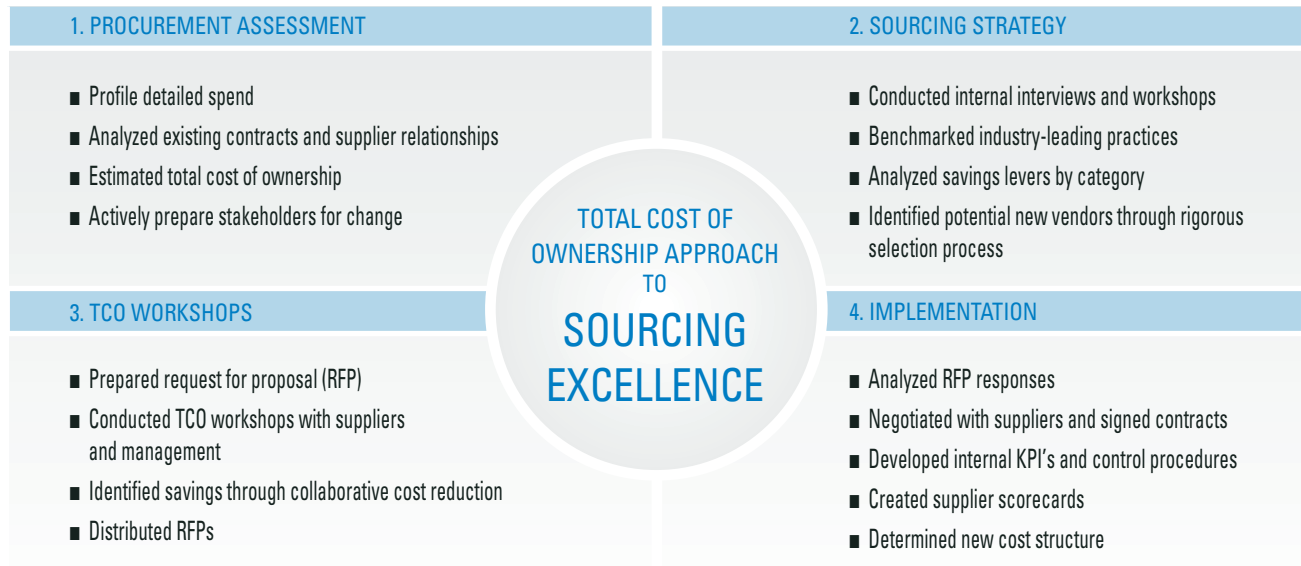 1. PROCUREMENT ASSESSMENT
■ Profile detailed spend
■ Analyzed existing contracts and supplier relationships
■ Estimated total cost of ownership
■ Actively prepare stakeholders for change
2. SOURCING STRATEGY
■ Conducted internal interviews and workshops
■ Benchmarked industry-leading practices
■ Analyzed savings levers by category
■ Identified potential new vendors through rigorous
selection process
TOTAL COST OF
OWNERSHIP APPROACH
TO
SOURCING
EXCELLENCE
3. TCO WORKSHOPS
■ Prepared request for proposal (RFP)
■ Conducted TCO workshops with suppliers
and management
■ Identified savings through collaborative cost reduction
■ Distributed RFPs
4. IMPLEMENTATION
■ Analyzed RFP responses
■ Negotiated with suppliers and signed contracts
■ Developed internal KPI's and control procedures
■ Created supplier scorecards
■ Determined new cost structure